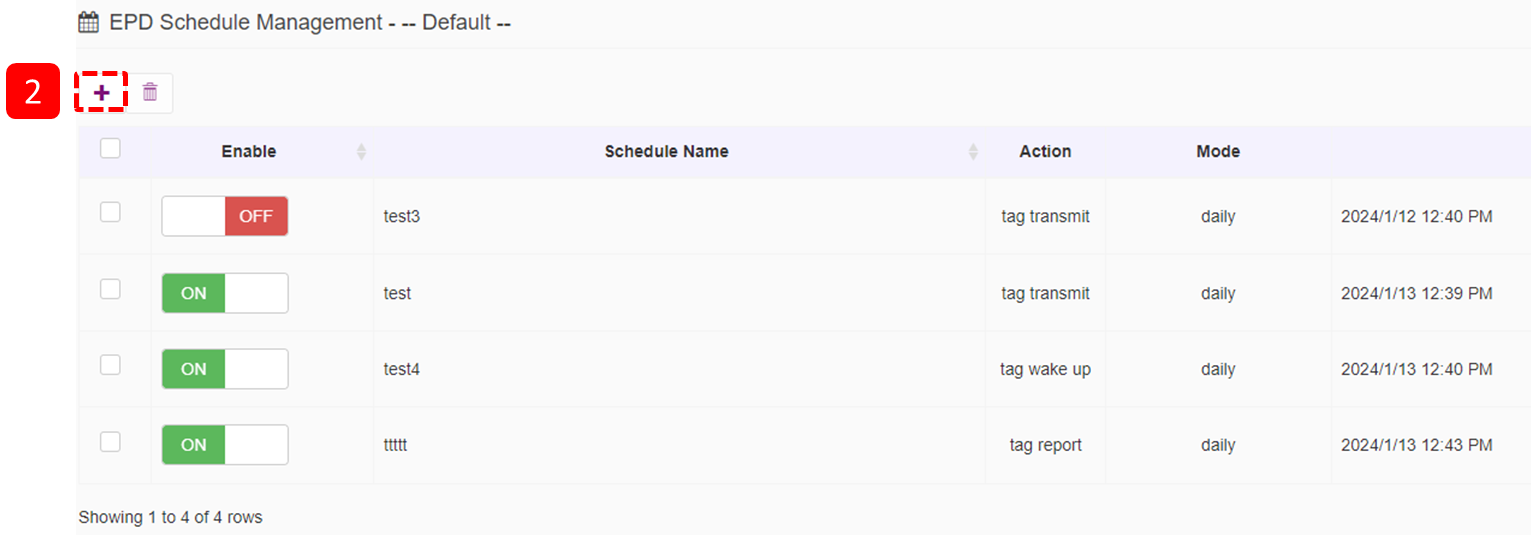 EPD Schedule Management - -- Default --
2
Enable Schedule Name Action Mode
OFF test3 tag transmit daily 2024/1/12 12:40 PM
ON test tag transmit daily 2024/1/13 12:39 PM
ON test4 tag wake up daily 2024/1/13 12:40 PM
ON ttttt tag report daily 2024/1/13 12:43 PM
Showing 1 to 4 of 4 rows